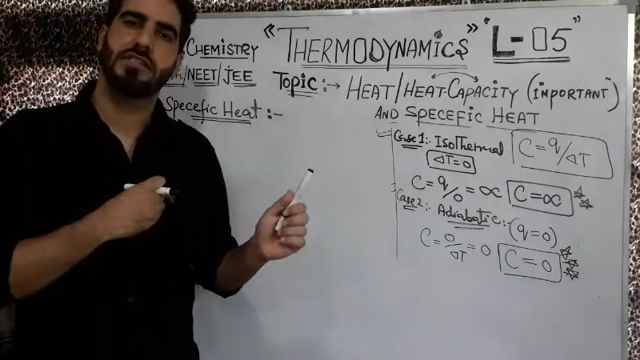 CHEMISTRY "THERMODYNAMICS" "L-05"
/NEET/JEE
Topic:→ HEAT/HEAT-CAPACITY (IMPORTANT)
AND SPECEFIC HEAT
Specefic Heat :-
Case 1:- Isothermal
ΔT=0
C = q/ΔT
C = q/0 = ∞ C=∞
Case 2:- Adiabatic:- (q=0)
C = 0/ΔT = 0 C=0